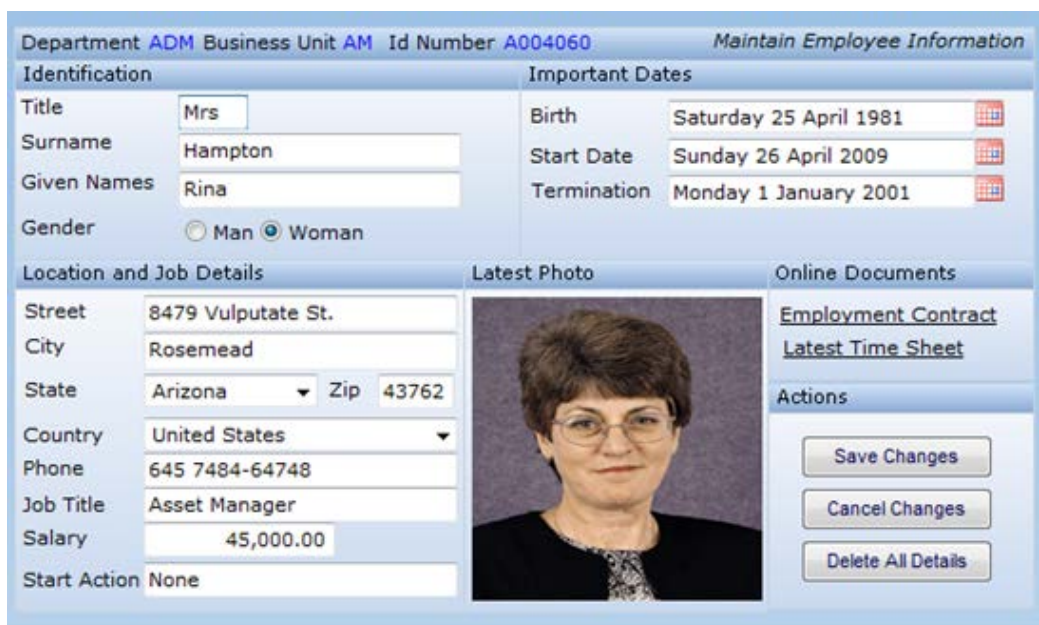 Department ADM Business Unit AM Id Number A004060 Maintain Employee Information
Identification
Title Mrs
Surname Hampton
Given Names Rina
Gender Man Woman
Important Dates
Birth Saturday 25 April 1981
Start Date Sunday 26 April 2009
Termination Monday 1 January 2001
Location and Job Details
Street 8479 Vulputate St.
City Rosemead
State Arizona Zip 43762
Country United States
Phone 645 7484-64748
Job Title Asset Manager
Salary 45,000.00
Start Action None
Latest Photo
Online Documents
Employment Contract
Latest Time Sheet
Actions
Save Changes
Cancel Changes
Delete All Details